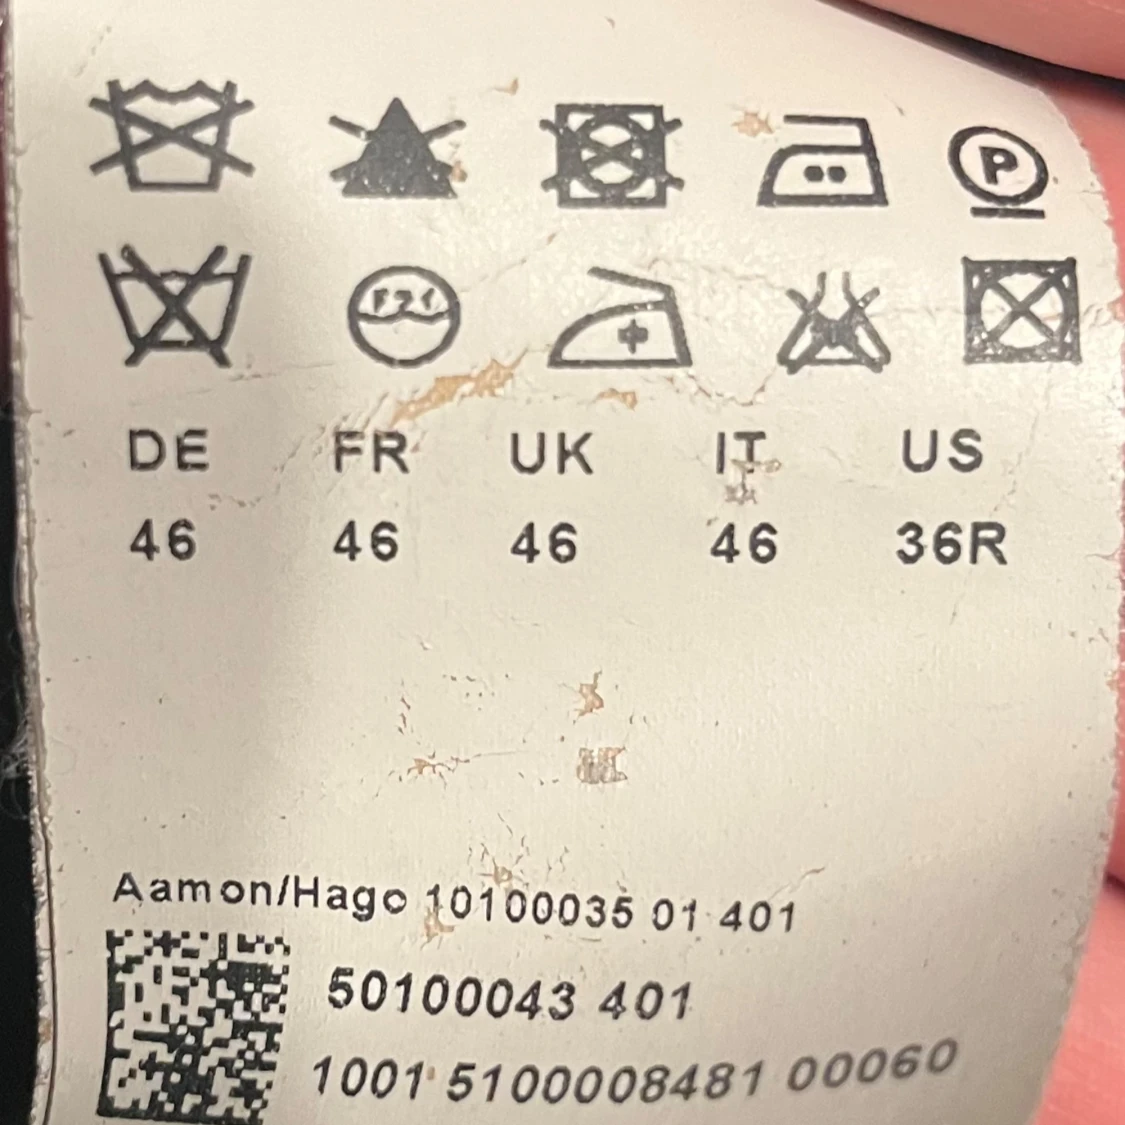 P
DE FR UK IT US
46 46 46 46 36R
Aamon/Hago 10100035 01 401
50100043 401
1001 5100008481 00060